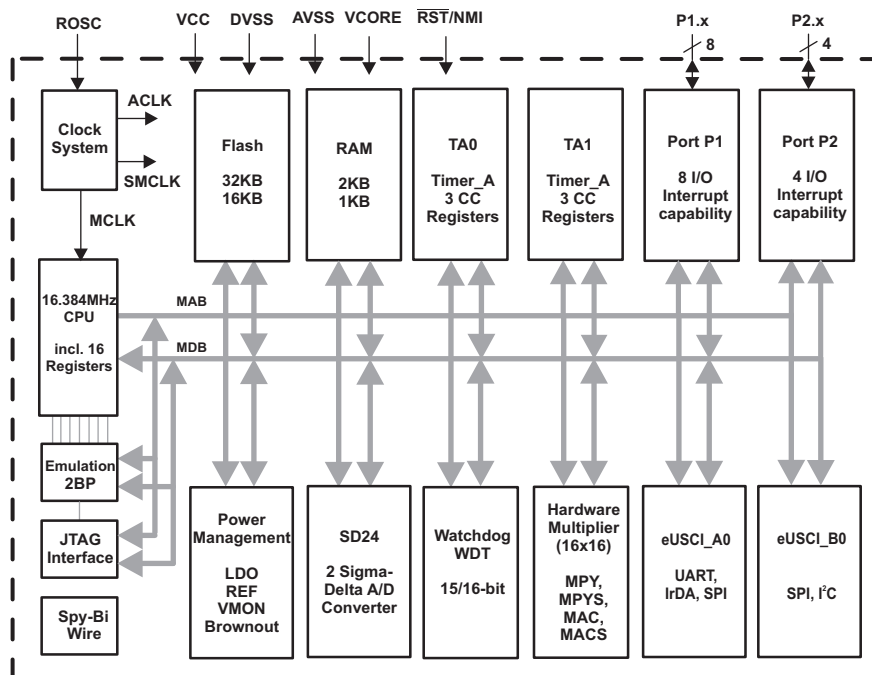 ROSC
VCC
DVSS
AVSS
VCORE
RST/NMI
P1.x
P2.x
8
4
Clock
System
ACLK
SMCLK
MCLK
Flash
32KB
16KB
RAM
2KB
1KB
TA0
Timer_A
3 CC
Registers
TA1
Timer_A
3 CC
Registers
Port P1
8 I/O
Interrupt
capability
Port P2
4 I/O
Interrupt
capability
16.384MHz
CPU
incl. 16
Registers
MAB
MDB
Emulation
2BP
JTAG
Interface
Spy-Bi
Wire
Power
Management
LDO
REF
VMON
Brownout
SD24
2 Sigma-
Delta A/D
Converter
Watchdog
WDT
15/16-bit
Hardware
Multiplier
(16x16)
MPY,
MPYS,
MAC,
MACS
eUSCI_A0
UART,
IrDA, SPI
eUSCI_B0
SPI, I²C